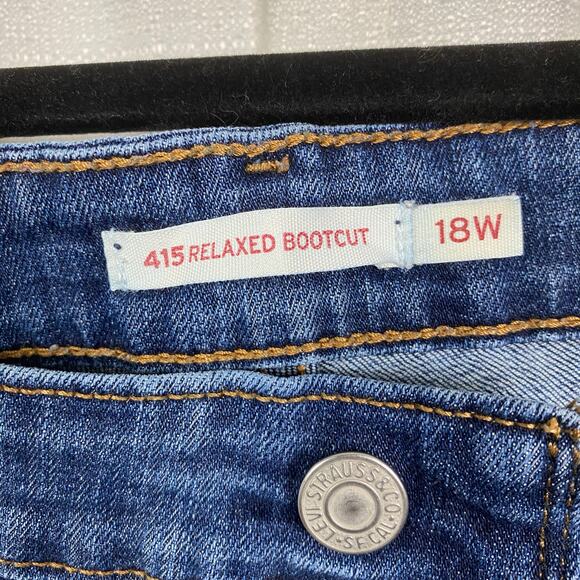 415 RELAXED BOOTCUT
18W
LEVI·STRAUSS&CO·S.F.CAL·